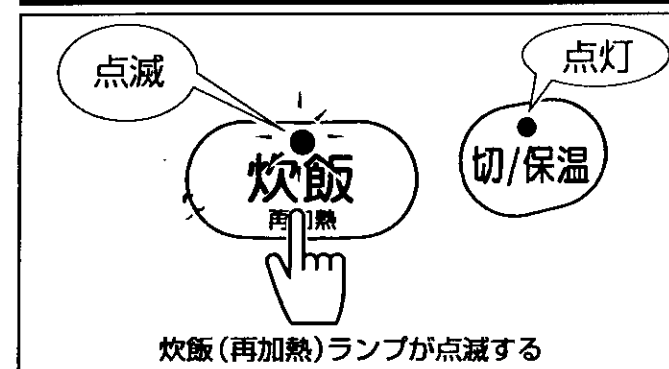 点滅
点灯
炊飯
再加熱
切/保温
炊飯(再加熱)ランプが点滅する